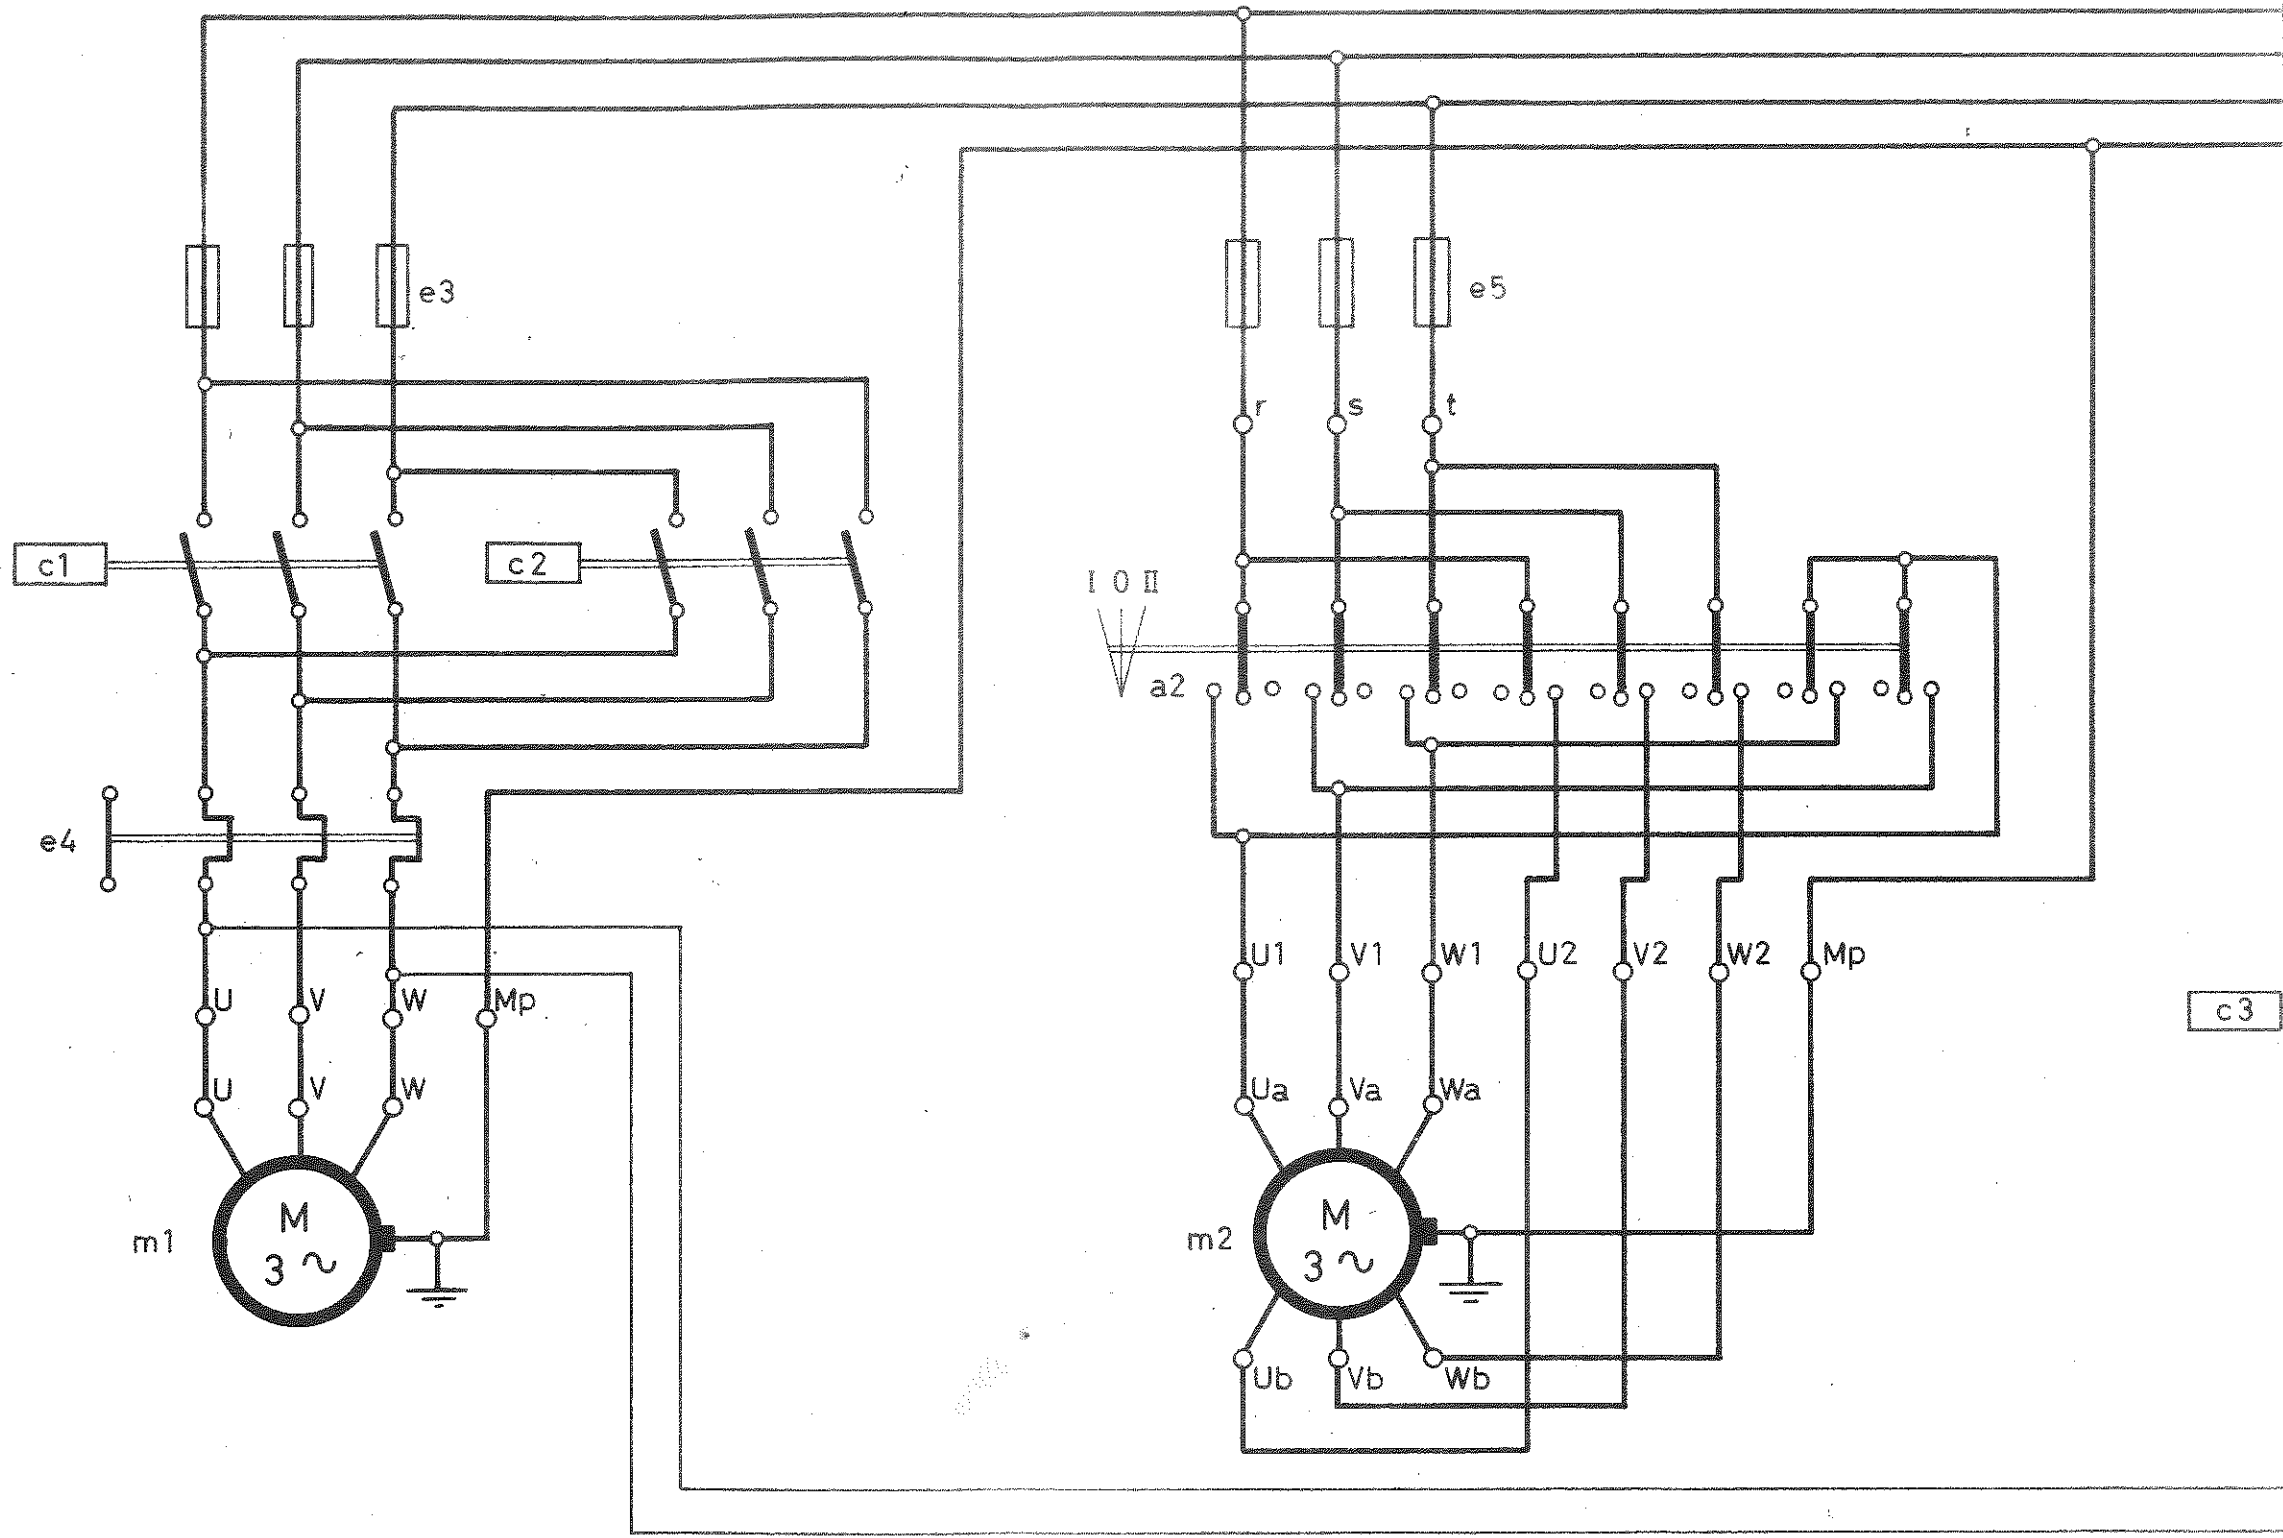 e3
e5
r s t
c1
c2
I 0 II
a2
e4
U1 V1 W1 U2 V2 W2 Mp
U V W Mp
c3
U V W
Ua Va Wa
M
3 ~
m1
M
3 ~
m2
Ub Vb Wb